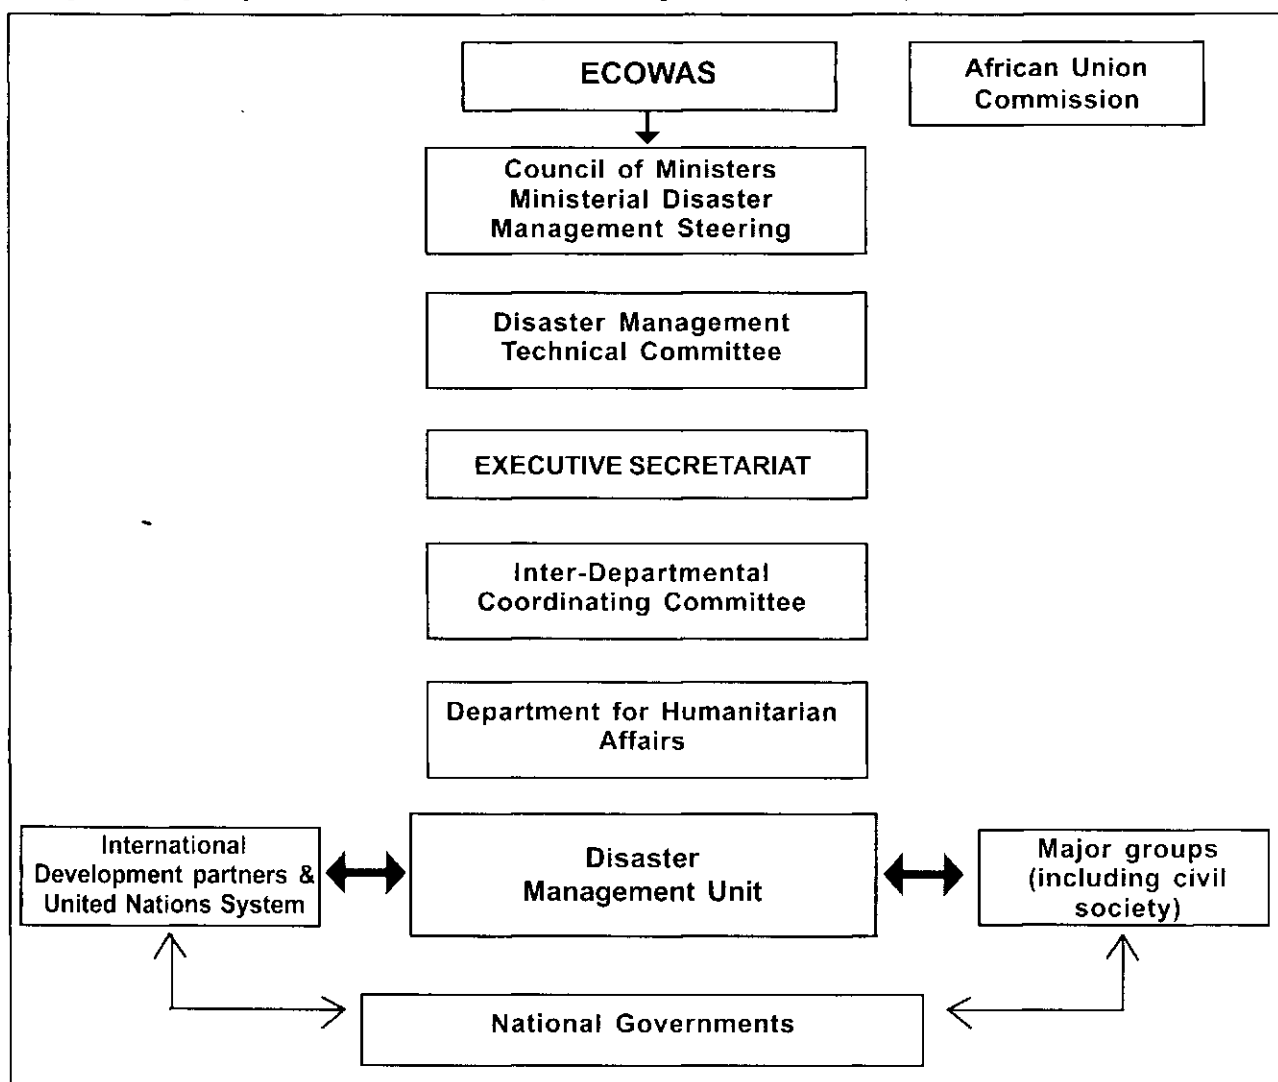 ECOWAS
African Union
Commission
Council of Ministers
Ministerial Disaster
Management Steering
Disaster Management
Technical Committee
EXECUTIVE SECRETARIAT
Inter-Departmental
Coordinating Committee
Department for Humanitarian
Affairs
International
Development partners &
United Nations System
Disaster
Management Unit
Major groups
(including civil
society)
National Governments